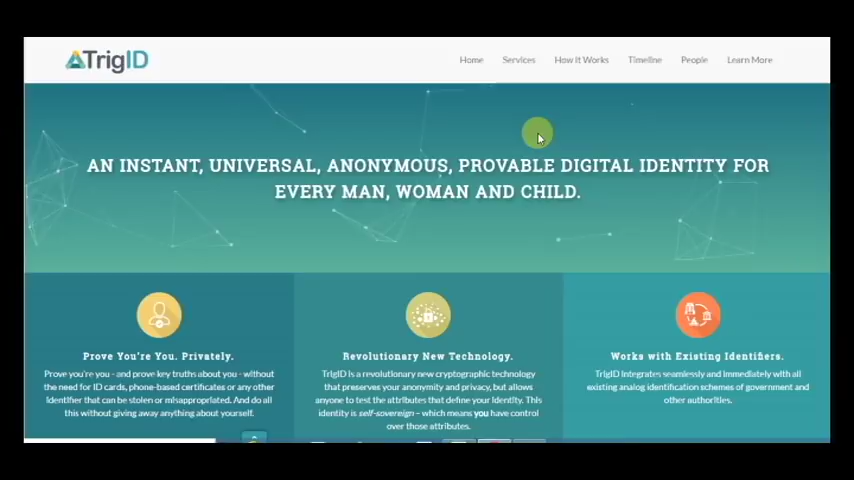 TrigID
Home Services How It Works Timeline People Learn More
AN INSTANT, UNIVERSAL, ANONYMOUS, PROVABLE DIGITAL IDENTITY FOR
EVERY MAN, WOMAN AND CHILD.
Prove You're You. Privately.
Prove you're you - and prove key truths about you - without
the need for ID cards, phone-based certificates or any other
identifier that can be stolen or misappropriated. And do all
this without giving away anything about yourself.
Revolutionary New Technology.
TrigID is a revolutionary new cryptographic technology
that preserves your anonymity and privacy, but allows
anyone to test the attributes that define your identity. This
identity is self-sovereign – which means you have control
over those attributes.
Works with Existing Identifiers.
TrigID integrates seamlessly and immediately with all
existing analog identification schemes of government and
other authorities.